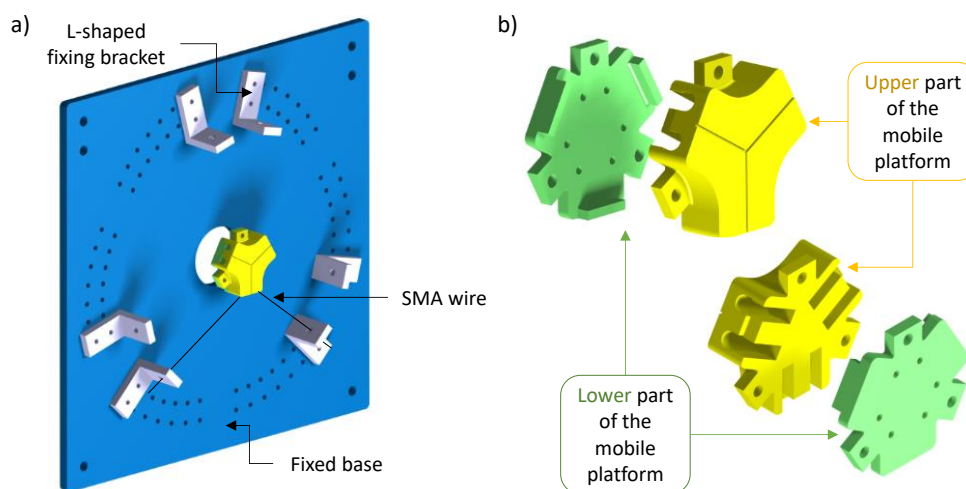 a)
L-shaped
fixing bracket
SMA wire
Fixed base
b)
Upper part
of the
mobile
platform
Lower part
of the
mobile
platform